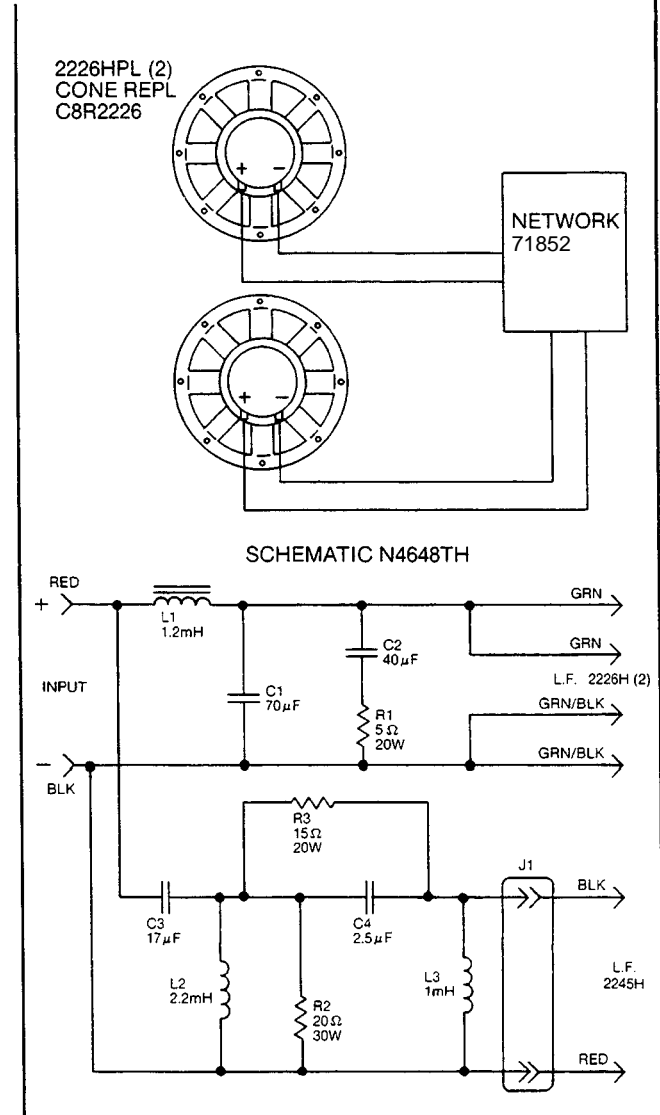 2226HPL (2)
CONE REPL
C8R2226
+ −
NETWORK
71852
+ −
SCHEMATIC N4648TH
RED
+
L1
1.2mH
GRN
GRN
C2
40µF
L.F. 2226H (2)
INPUT
C1
70µF
R1
5Ω
20W
GRN/BLK
GRN/BLK
−
BLK
R3
15Ω
20W
J1
BLK
C3
17µF
C4
2.5µF
L2
2.2mH
R2
20Ω
30W
L3
1mH
L.F.
2245H
RED